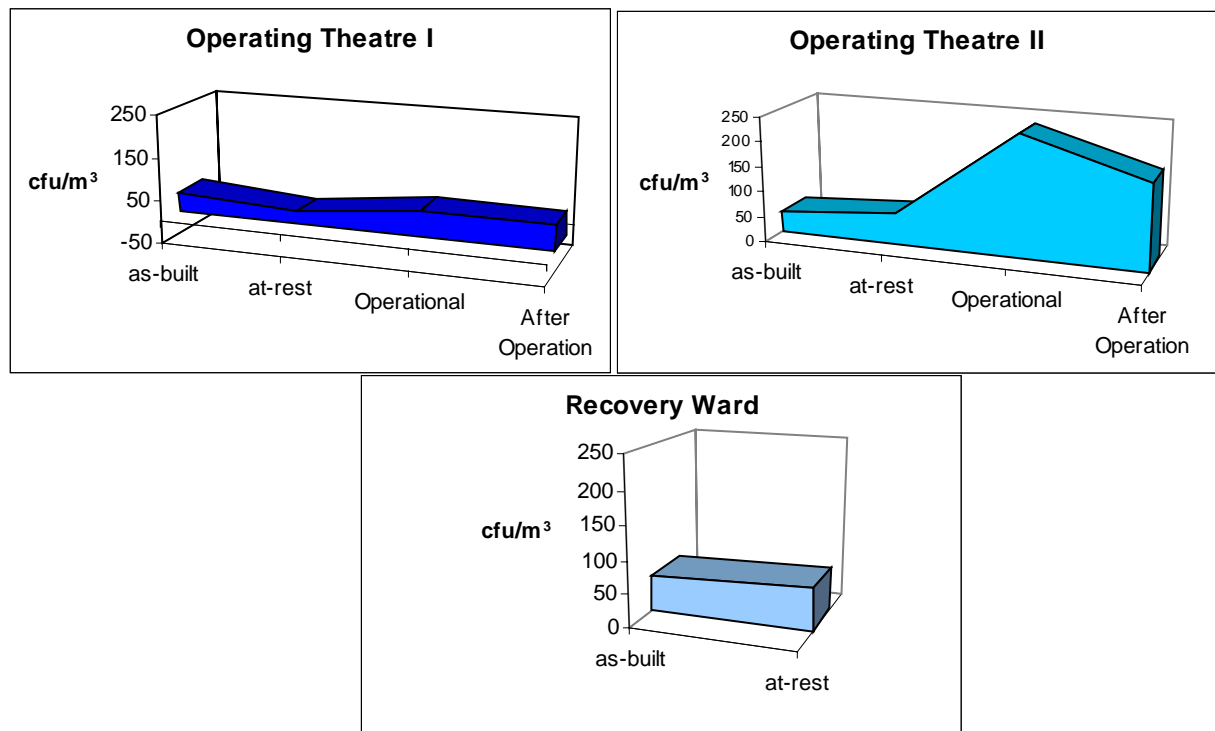 Operating Theatre I
250
150
50
-50
cfu/m³
as-built
at-rest
Operational
After
Operation
Operating Theatre II
250
200
150
100
50
0
cfu/m³
as-built
at-rest
Operational
After
Operation
Recovery Ward
250
200
150
100
50
0
cfu/m³
as-built
at-rest